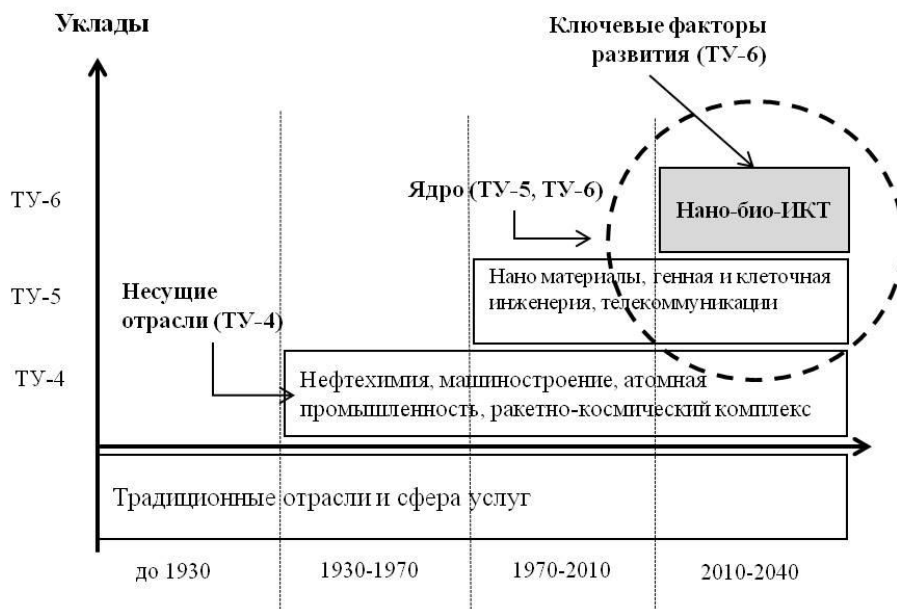 Уклады
Ключевые факторы
развития (ТУ-6)
ТУ-6
Ядро (ТУ-5, ТУ-6)
Нано-био-ИКТ
ТУ-5
Несущие
отрасли (ТУ-4)
Нано материалы, генная и клеточная
инженерия, телекоммуникации
ТУ-4
Нефтехимия, машиностроение, атомная
промышленность, ракетно-космический комплекс
Традиционные отрасли и сфера услуг
до 1930
1930-1970
1970-2010
2010-2040